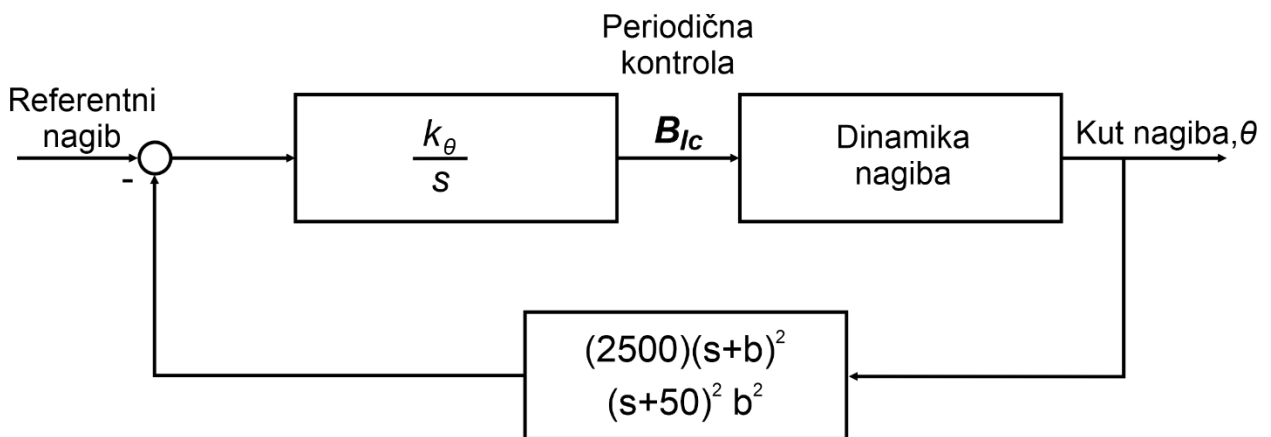 Periodična
kontrola
Referentni
nagib
-
kθ
s
BIc
Dinamika
nagiba
Kut nagiba,θ
(2500)(s+b)²
(s+50)² b²